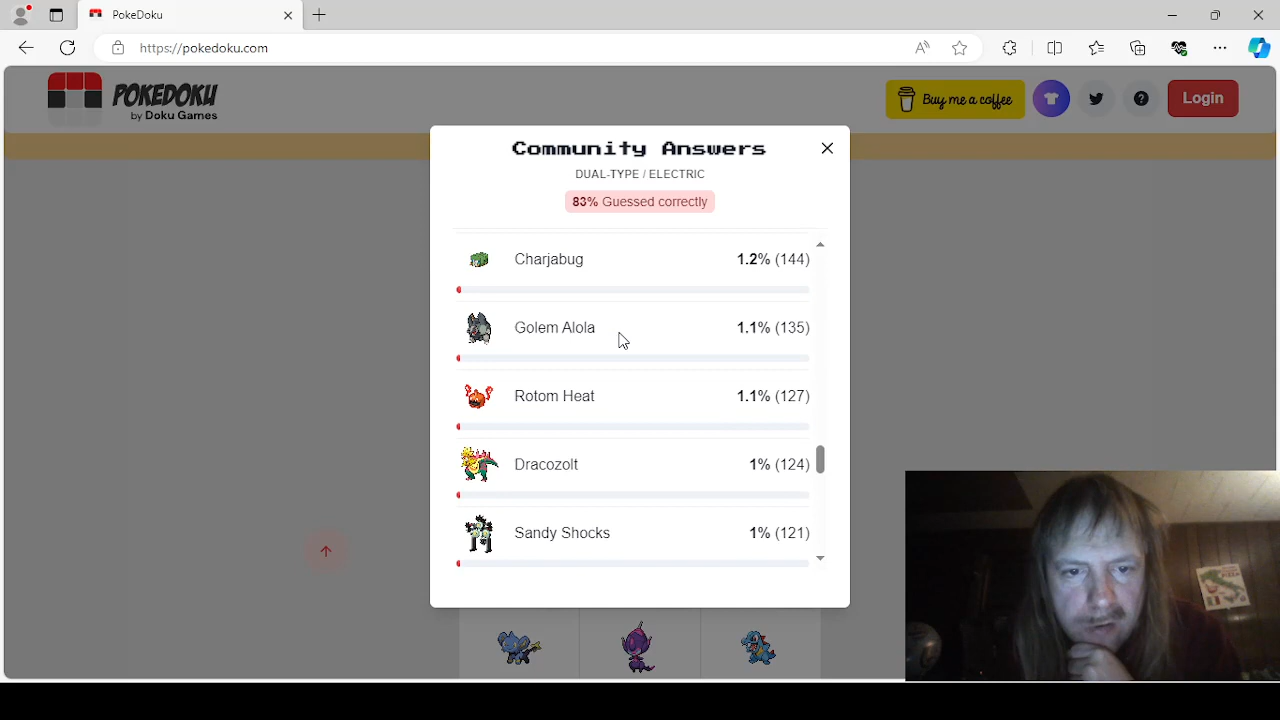 PokeDoku
https://pokedoku.com
POKEDOKU
by Doku Games
Buy me a coffee
Login
Community Answers
DUAL-TYPE / ELECTRIC
83% Guessed correctly
Charjabug 1.2% (144)
Golem Alola 1.1% (135)
Rotom Heat 1.1% (127)
Dracozolt 1% (124)
Sandy Shocks 1% (121)